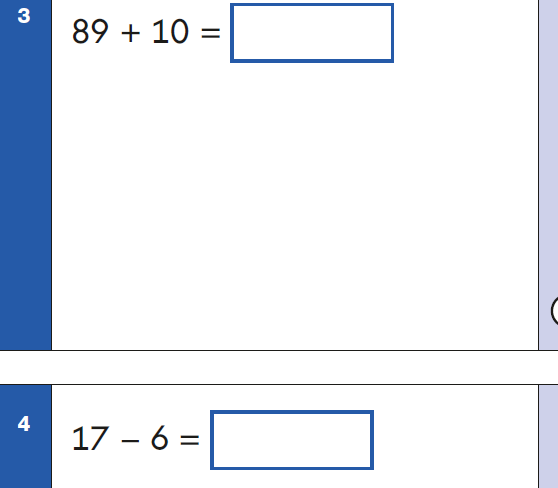 3
89 + 10 =
4
17 – 6 =